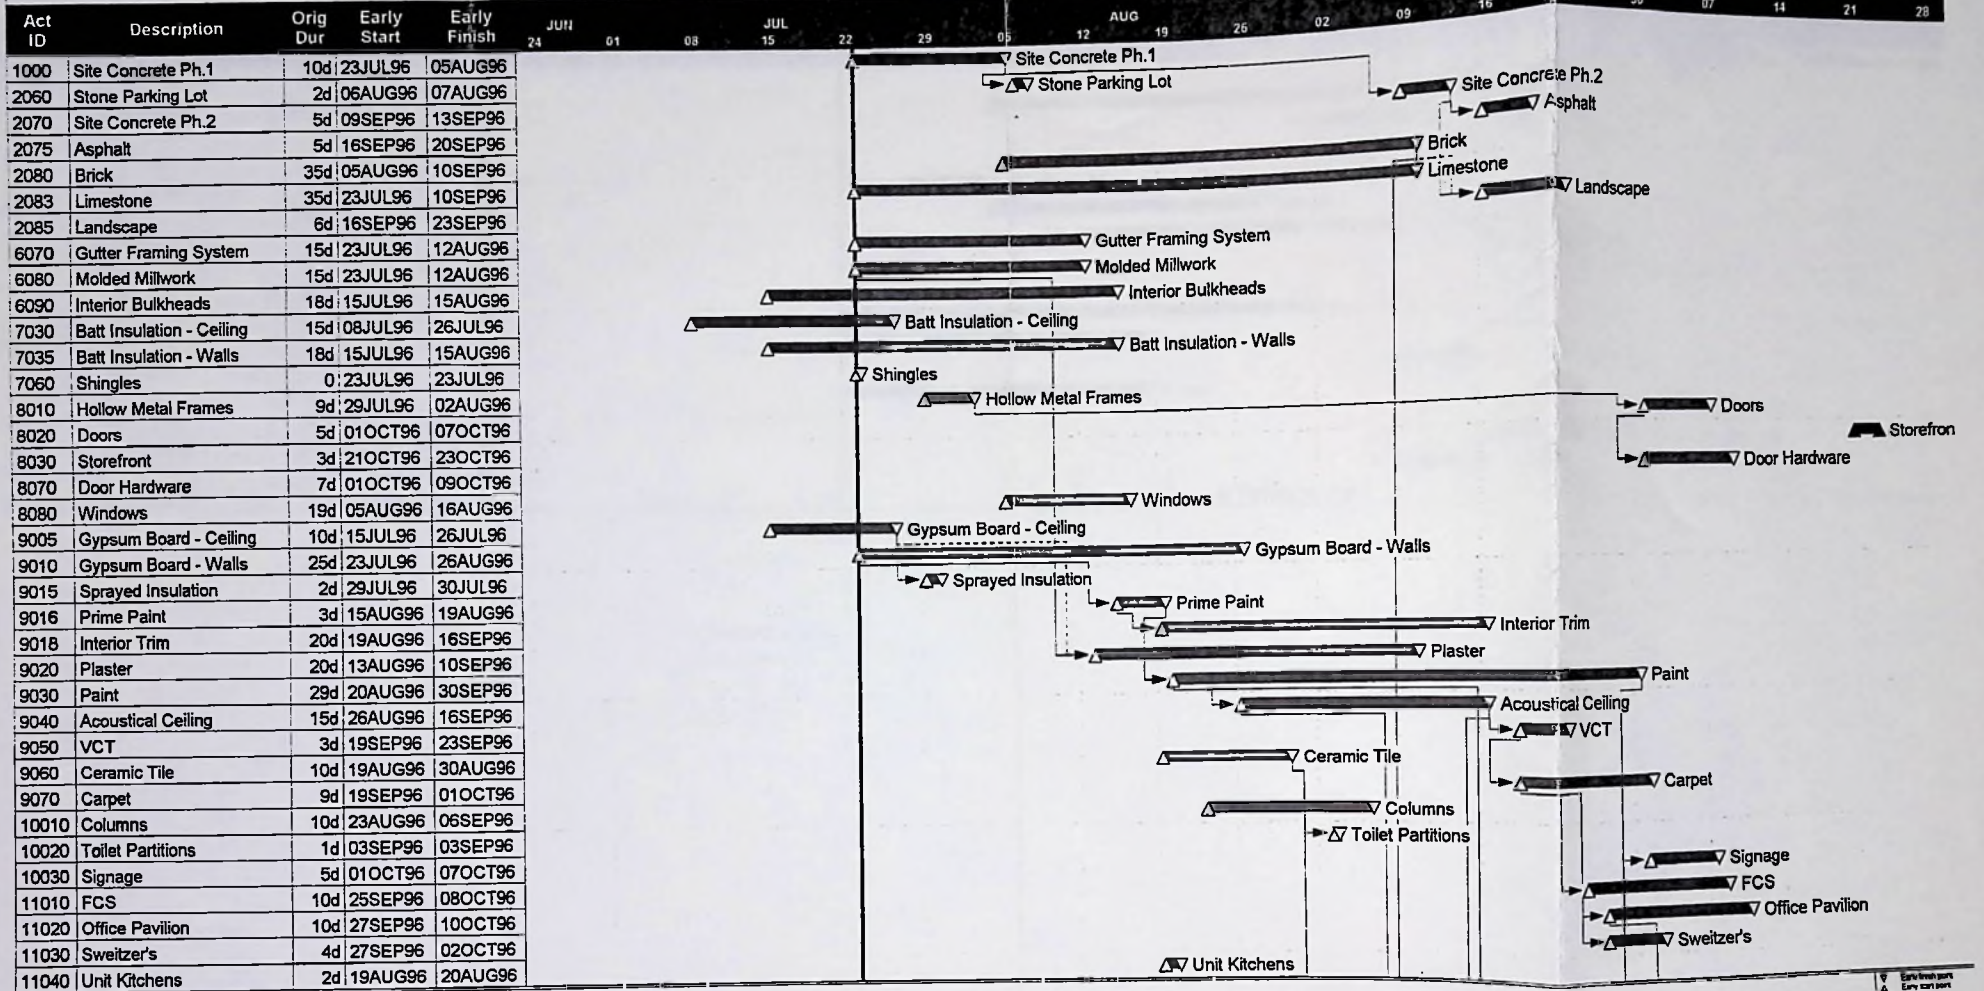 Act ID Description Orig Dur Early Start Early Finish
JUN JUL AUG
24 01 08 15 22 29 05 12 19 26 02 09 16 07 14 21 28
1000 Site Concrete Ph.1 10d 23JUL96 05AUG96 Site Concrete Ph.1
2060 Stone Parking Lot 2d 06AUG96 07AUG96 Stone Parking Lot
2070 Site Concrete Ph.2 5d 09SEP96 13SEP96 Site Concrete Ph.2
2075 Asphalt 5d 16SEP96 20SEP96 Asphalt
2080 Brick 35d 05AUG96 10SEP96 Brick
2083 Limestone 35d 23JUL96 10SEP96 Limestone
2085 Landscape 6d 16SEP96 23SEP96 Landscape
6070 Gutter Framing System 15d 23JUL96 12AUG96 Gutter Framing System
6080 Molded Millwork 15d 23JUL96 12AUG96 Molded Millwork
6090 Interior Bulkheads 18d 15JUL96 15AUG96 Interior Bulkheads
7030 Batt Insulation - Ceiling 15d 08JUL96 26JUL96 Batt Insulation - Ceiling
7035 Batt Insulation - Walls 18d 15JUL96 15AUG96 Batt Insulation - Walls
7060 Shingles 0 23JUL96 23JUL96 Shingles
8010 Hollow Metal Frames 9d 29JUL96 02AUG96 Hollow Metal Frames
8020 Doors 5d 01OCT96 07OCT96 Doors
8030 Storefront 3d 21OCT96 23OCT96 Storefron
8070 Door Hardware 7d 01OCT96 09OCT96 Door Hardware
8080 Windows 19d 05AUG96 16AUG96 Windows
9005 Gypsum Board - Ceiling 10d 15JUL96 26JUL96 Gypsum Board - Ceiling
9010 Gypsum Board - Walls 25d 23JUL96 26AUG96 Gypsum Board - Walls
9015 Sprayed Insulation 2d 29JUL96 30JUL96 Sprayed Insulation
9016 Prime Paint 3d 15AUG96 19AUG96 Prime Paint
9018 Interior Trim 20d 19AUG96 16SEP96 Interior Trim
9020 Plaster 20d 13AUG96 10SEP96 Plaster
9030 Paint 29d 20AUG96 30SEP96 Paint
9040 Acoustical Ceiling 15d 26AUG96 16SEP96 Acoustical Ceiling
9050 VCT 3d 19SEP96 23SEP96 VCT
9060 Ceramic Tile 10d 19AUG96 30AUG96 Ceramic Tile
9070 Carpet 9d 19SEP96 01OCT96 Carpet
10010 Columns 10d 23AUG96 06SEP96 Columns
10020 Toilet Partitions 1d 03SEP96 03SEP96 Toilet Partitions
10030 Signage 5d 01OCT96 07OCT96 Signage
11010 FCS 10d 25SEP96 08OCT96 FCS
11020 Office Pavilion 10d 27SEP96 10OCT96 Office Pavilion
11030 Sweitzer's 4d 27SEP96 02OCT96 Sweitzer's
11040 Unit Kitchens 2d 19AUG96 20AUG96 Unit Kitchens